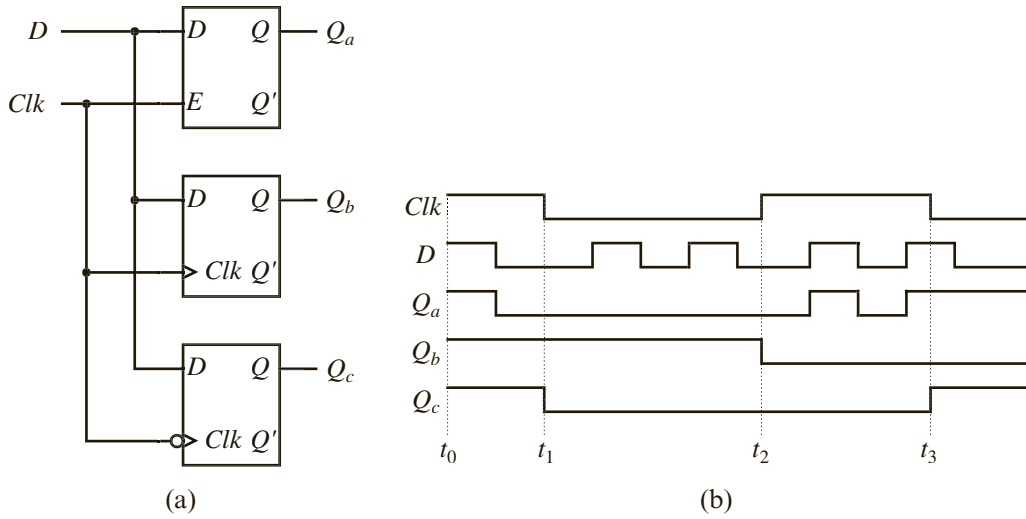 D
D Q
Qa
Clk
E Q'
D Q
Qb
Clk Q'
D Q
Qc
Clk Q'
(a)
Clk
D
Qa
Qb
Qc
t0 t1 t2 t3
(b)